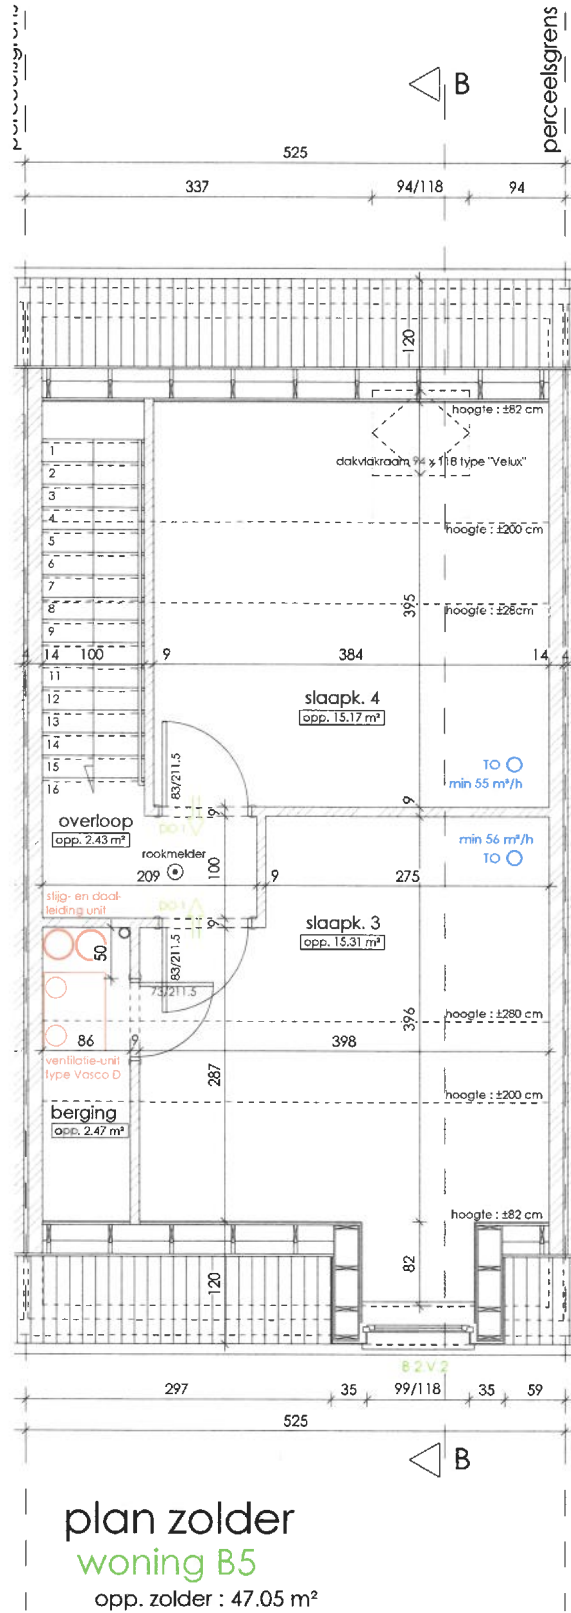 perceelsgrens
perceelsgrens
B
525
337
94/118
94
120
hoogte : ±82 cm
dakvlakraam 94 x 118 type "Velux"
1
2
3
4
5
6
7
8
9
11
12
13
14
15
16
hoogte : ±200 cm
395
hoogte : ±28cm
4
14
100
9
384
14
4
slaapk. 4
opp. 15.17 m²
TO
min 55 m³/h
83/211.5
9
overloop
opp. 2.43 m²
9
rookmelder
min 56 m³/h
TO
209
100
9
275
stijg- en daal-
leiding unit
slaapk. 3
opp. 15.31 m²
9
50
83/211.5
73/211.5
396
hoogte : ±280 cm
86
9
398
ventilatie-unit
type Vasco D
287
hoogte : ±200 cm
berging
opp. 2.47 m²
hoogte : ±82 cm
82
120
B2V2
297
35
99/118
35
59
525
B
plan zolder
woning B5
opp. zolder : 47.05 m²